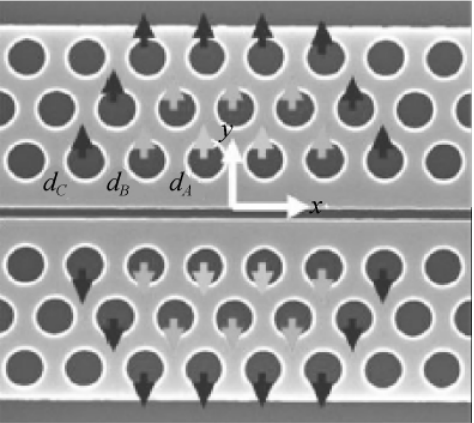 y
d_C d_B d_A x